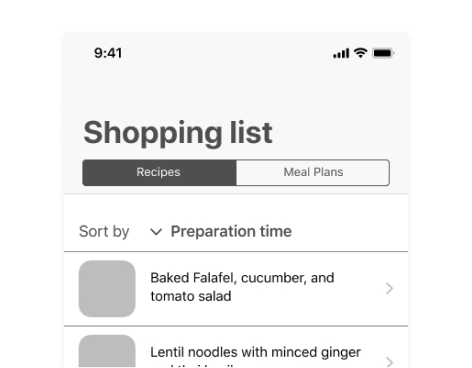 9:41
Shopping list
Recipes
Meal Plans
Sort by
Preparation time
Baked Falafel, cucumber, and
tomato salad
Lentil noodles with minced ginger